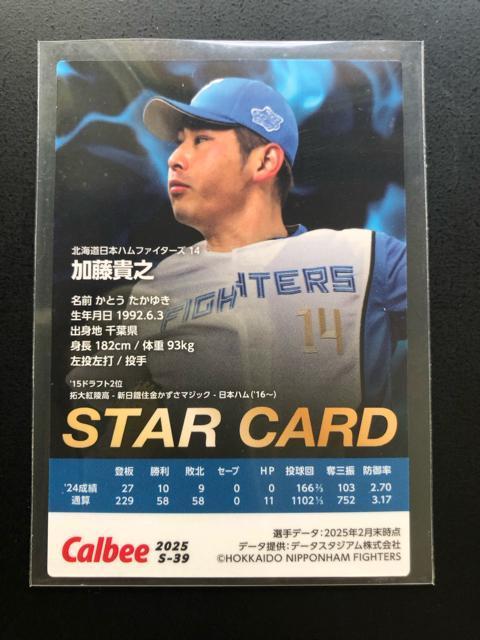 北海道日本ハムファイターズ 14
加藤貴之
名前 かとう たかゆき
生年月日 1992.6.3
出身地 千葉県
身長 182cm / 体重 93kg
左投左打 / 投手
'15ドラフト2位
拓大紅陵高 - 新日鐵住金かずさマジック - 日本ハム('16〜)
FIGHTERS
14
STAR CARD
登板 勝利 敗北 セーブ HP 投球回 奪三振 防御率
'24成績 27 10 9 0 0 166⅔ 103 2.70
通算 229 58 58 0 11 1102⅓ 752 3.17
Calbee 2025
S-39
選手データ：2025年2月末時点
データ提供：データスタジアム株式会社
©HOKKAIDO NIPPONHAM FIGHTERS